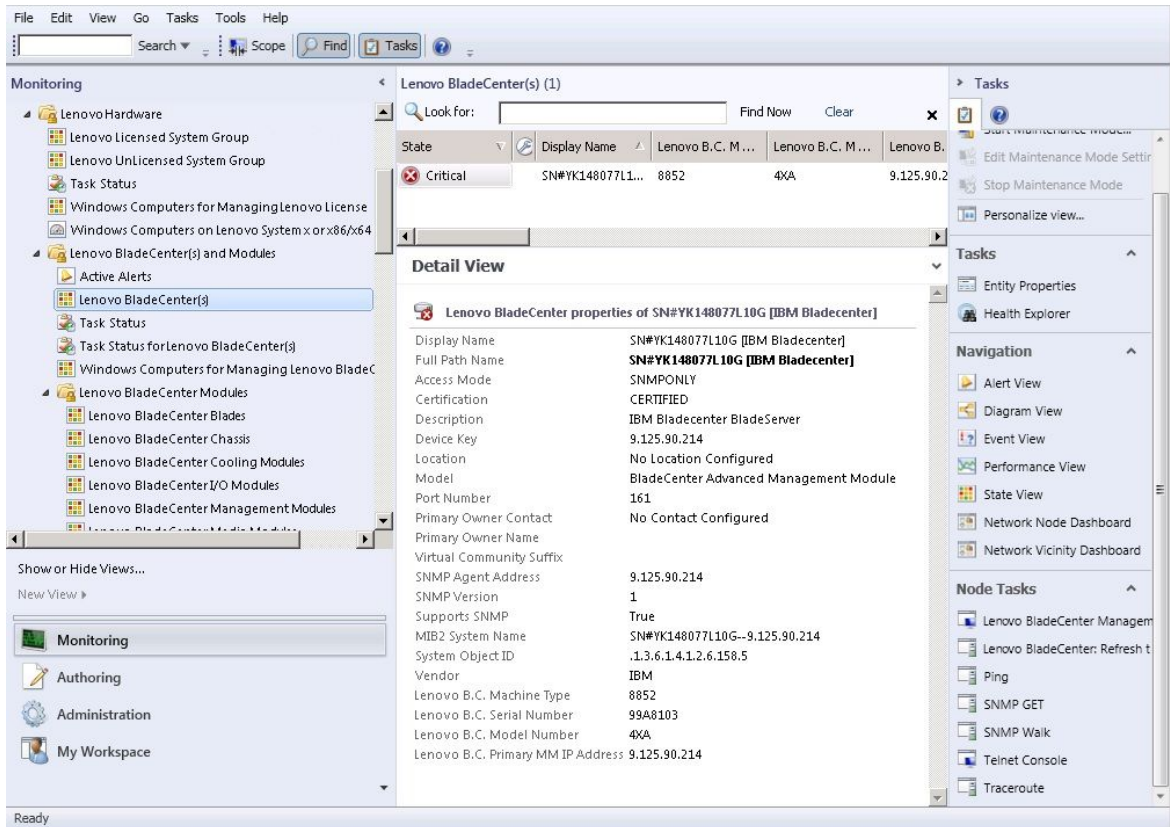 File Edit View Go Tasks Tools Help
Search Scope Find Tasks
Monitoring
Lenovo Hardware
Lenovo Licensed System Group
Lenovo UnLicensed System Group
Task Status
Windows Computers for Managing Lenovo License
Windows Computers on Lenovo System x or x86/x64
Lenovo BladeCenter(s) and Modules
Active Alerts
Lenovo BladeCenter(s)
Task Status
Task Status for Lenovo BladeCenter(s)
Windows Computers for Managing Lenovo BladeC
Lenovo BladeCenter Modules
Lenovo BladeCenter Blades
Lenovo BladeCenter Chassis
Lenovo BladeCenter Cooling Modules
Lenovo BladeCenter I/O Modules
Lenovo BladeCenter Management Modules
Show or Hide Views...
New View
Monitoring
Authoring
Administration
My Workspace
Ready
Lenovo BladeCenter(s) (1)
Look for: Find Now Clear
State Display Name Lenovo B.C. M... Lenovo B.C. M... Lenovo B.
Critical SN#YK148077L1... 8852 4XA 9.125.90.2
Detail View
Lenovo BladeCenter properties of SN#YK148077L10G [IBM Bladecenter]
Display Name SN#YK148077L10G [IBM Bladecenter]
Full Path Name SN#YK148077L10G [IBM Bladecenter]
Access Mode SNMPONLY
Certification CERTIFIED
Description IBM Bladecenter BladeServer
Device Key 9.125.90.214
Location No Location Configured
Model BladeCenter Advanced Management Module
Port Number 161
Primary Owner Contact No Contact Configured
Primary Owner Name
Virtual Community Suffix
SNMP Agent Address 9.125.90.214
SNMP Version 1
Supports SNMP True
MIB2 System Name SN#YK148077L10G--9.125.90.214
System Object ID .1.3.6.1.4.1.2.6.158.5
Vendor IBM
Lenovo B.C. Machine Type 8852
Lenovo B.C. Serial Number 99A8103
Lenovo B.C. Model Number 4XA
Lenovo B.C. Primary MM IP Address 9.125.90.214
Tasks
Start Maintenance Mode...
Edit Maintenance Mode Settin
Stop Maintenance Mode
Personalize view...
Tasks
Entity Properties
Health Explorer
Navigation
Alert View
Diagram View
Event View
Performance View
State View
Network Node Dashboard
Network Vicinity Dashboard
Node Tasks
Lenovo BladeCenter Managem
Lenovo BladeCenter: Refresh t
Ping
SNMP GET
SNMP Walk
Telnet Console
Traceroute